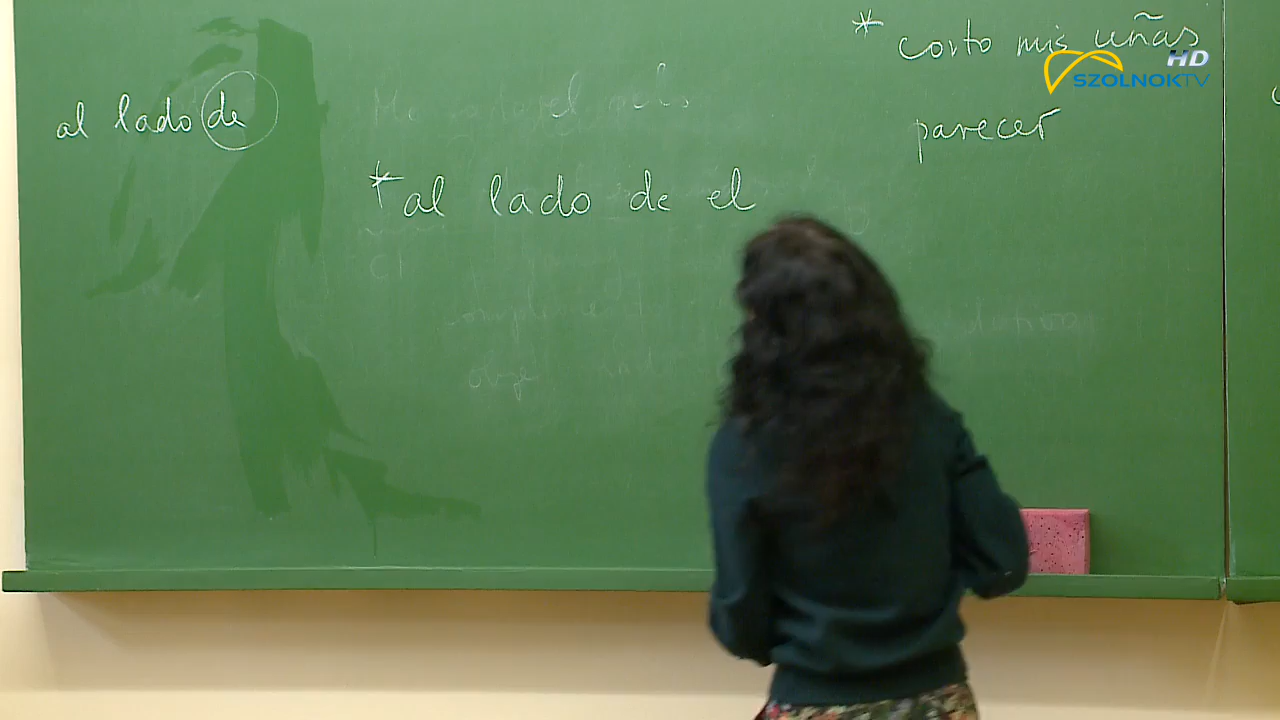 al lado de
* al lado de el
* corto mis uñas
parecer
HD
SZOLNOKTV